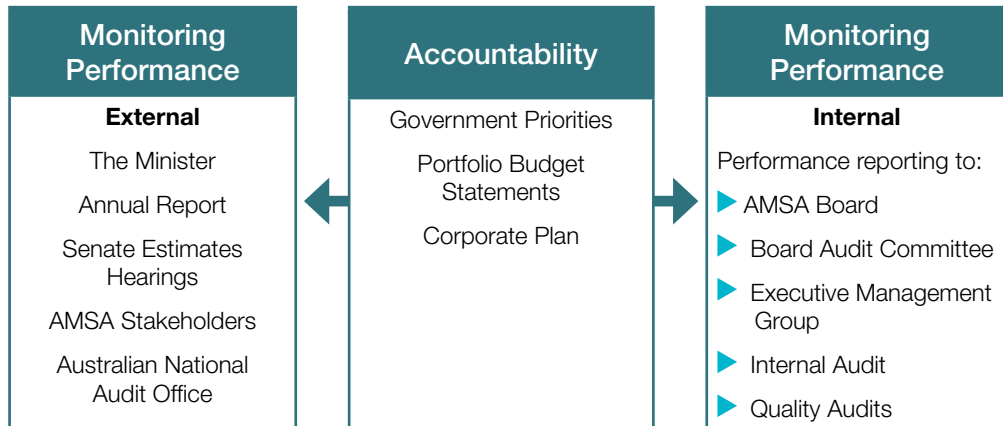 Monitoring
Performance
External
The Minister
Annual Report
Senate Estimates
Hearings
AMSA Stakeholders
Australian National
Audit Office
Accountability
Government Priorities
Portfolio Budget
Statements
Corporate Plan
Monitoring
Performance
Internal
Performance reporting to:
AMSA Board
Board Audit Committee
Executive Management
Group
Internal Audit
Quality Audits